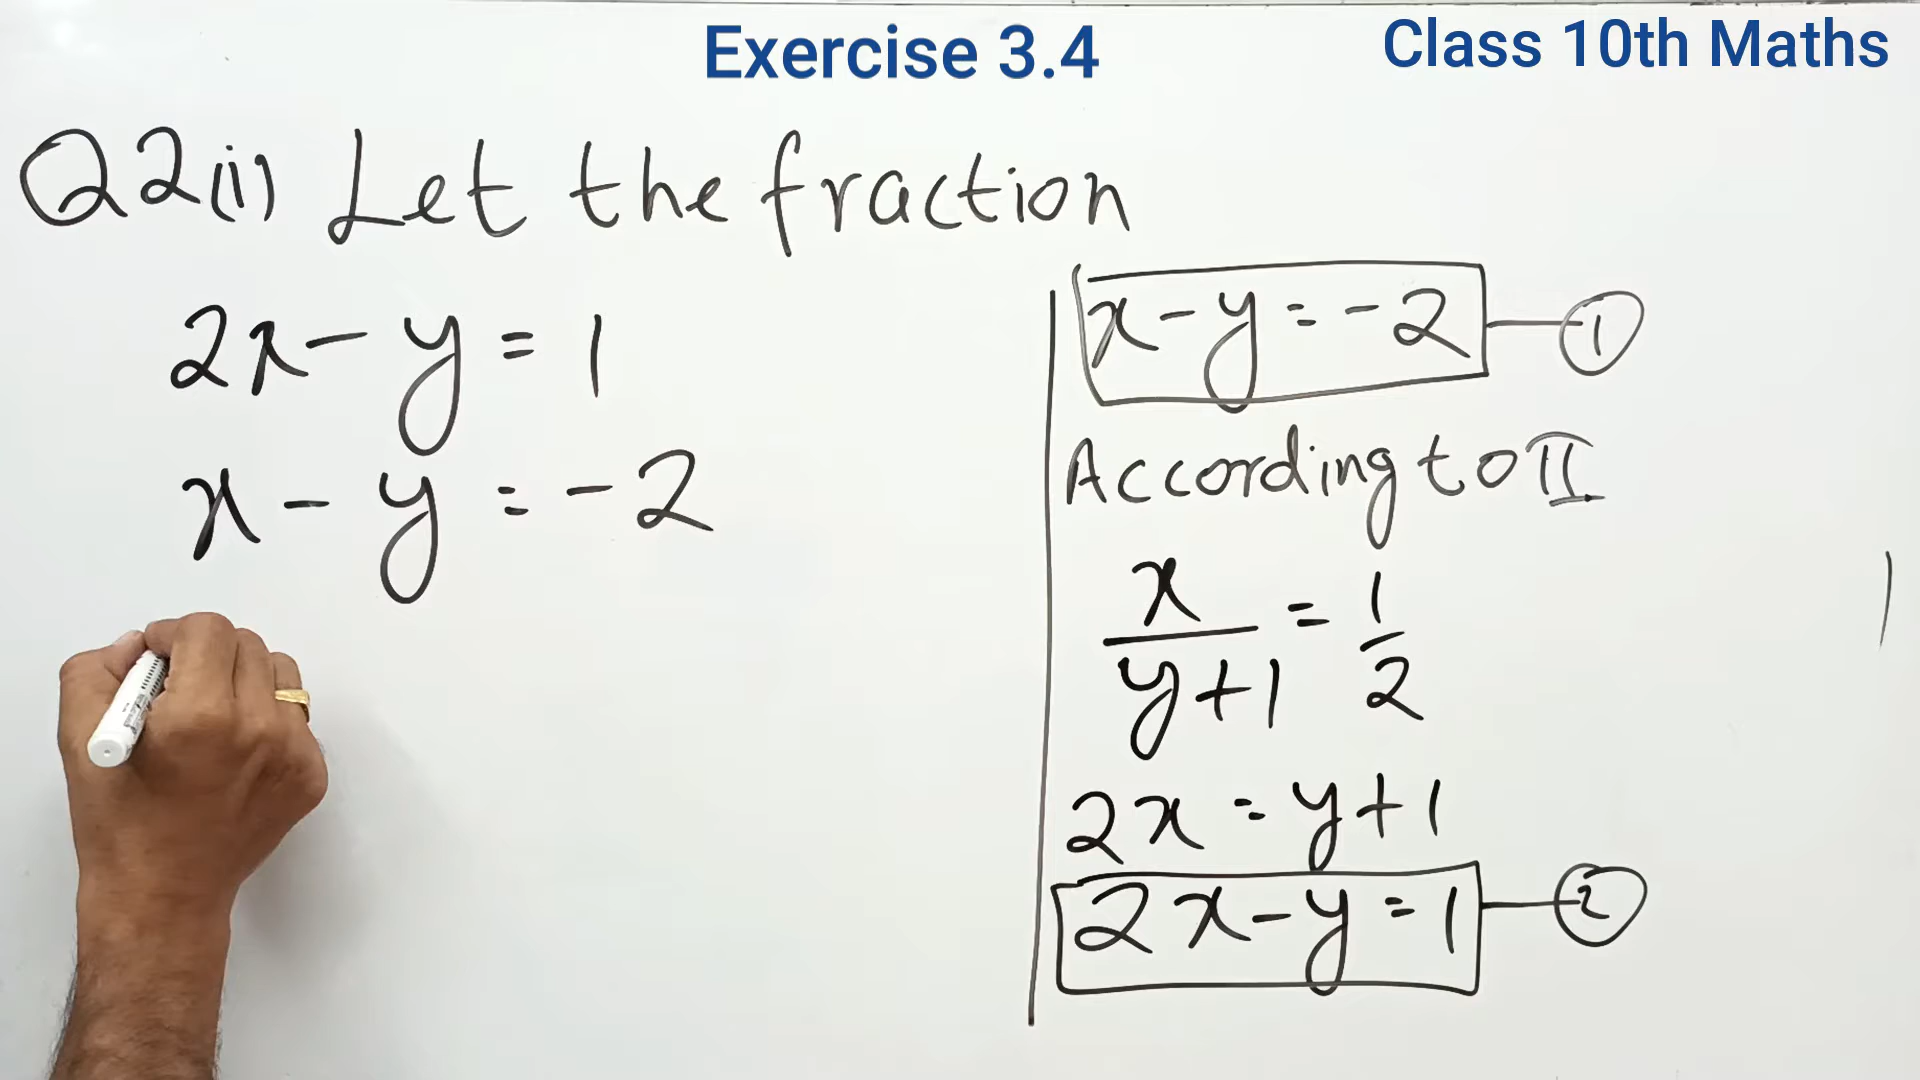 Exercise 3.4
Class 10th Maths
Q2(i) Let the fraction
2x - y = 1
x - y = -2
x - y = -2 — 1
According to II
x/y+1 = 1/2
2x = y+1
2x - y = 1 — 2